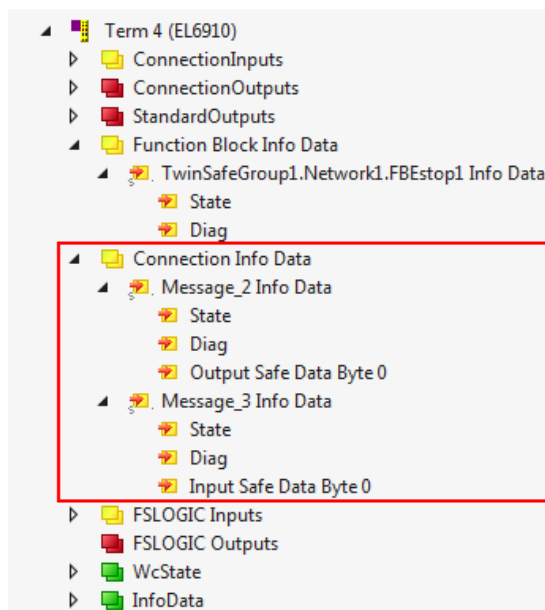 Term 4 (EL6910)
ConnectionInputs
ConnectionOutputs
StandardOutputs
Function Block Info Data
TwinSafeGroup1.Network1.FBEstop1 Info Data
State
Diag
Connection Info Data
Message_2 Info Data
State
Diag
Output Safe Data Byte 0
Message_3 Info Data
State
Diag
Input Safe Data Byte 0
FSLOGIC Inputs
FSLOGIC Outputs
WcState
InfoData